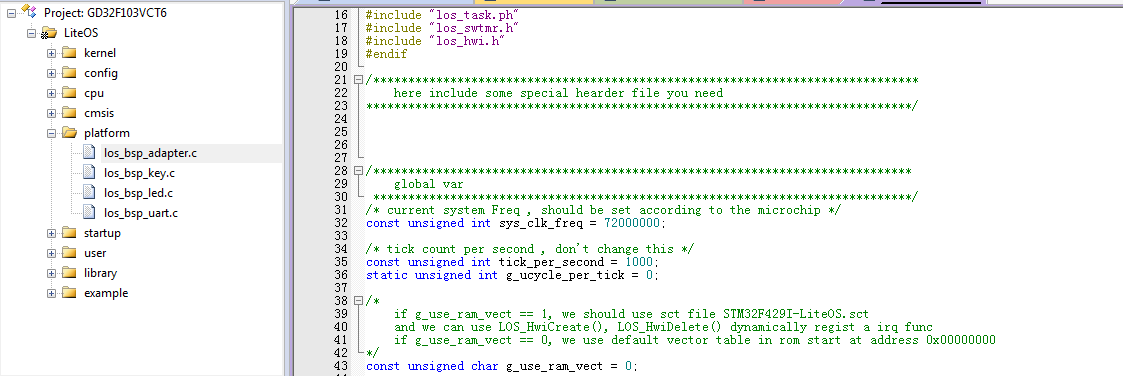 Project: GD32F103VCT6
LiteOS
kernel
config
cpu
cmsis
platform
los_bsp_adapter.c
los_bsp_key.c
los_bsp_led.c
los_bsp_uart.c
startup
user
library
example
16 #include "los_task.ph"
17 #include "los_swtmr.h"
18 #include "los_hwi.h"
19 #endif
20
21 /*****************************************************************************
22 here include some special hearder file you need
23 *****************************************************************************/
24
25
26
27
28 /*****************************************************************************
29 global var
30 *****************************************************************************/
31 /* current system Freq , should be set according to the microchip */
32 const unsigned int sys_clk_freq = 72000000;
33
34 /* tick count per second , don't change this */
35 const unsigned int tick_per_second = 1000;
36 static unsigned int g_ucycle_per_tick = 0;
37
38 /*
39 if g_use_ram_vect == 1, we should use sct file STM32F429I-LiteOS.sct
40 and we can use LOS_HwiCreate(), LOS_HwiDelete() dynamically regist a irq func
41 if g_use_ram_vect == 0, we use default vector table in rom start at address 0x00000000
42 */
43 const unsigned char g_use_ram_vect = 0;